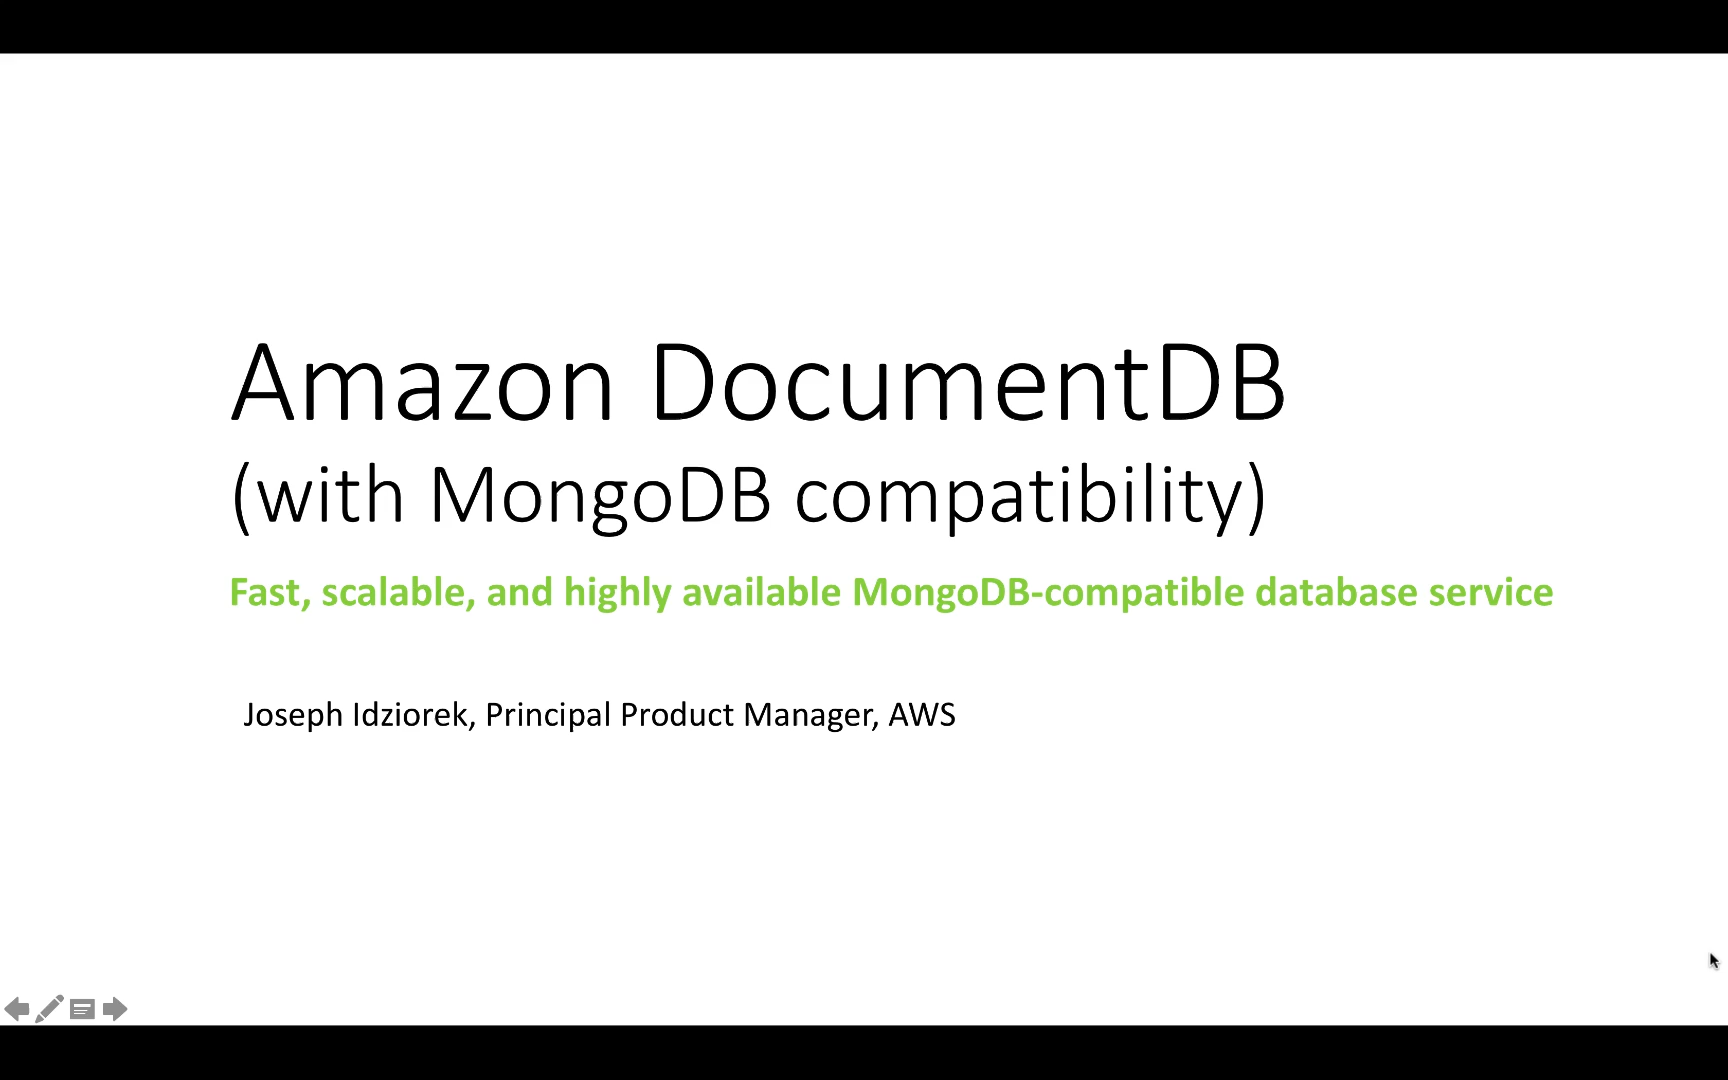 Amazon DocumentDB
(with MongoDB compatibility)
Fast, scalable, and highly available MongoDB-compatible database service
Joseph Idziorek, Principal Product Manager, AWS